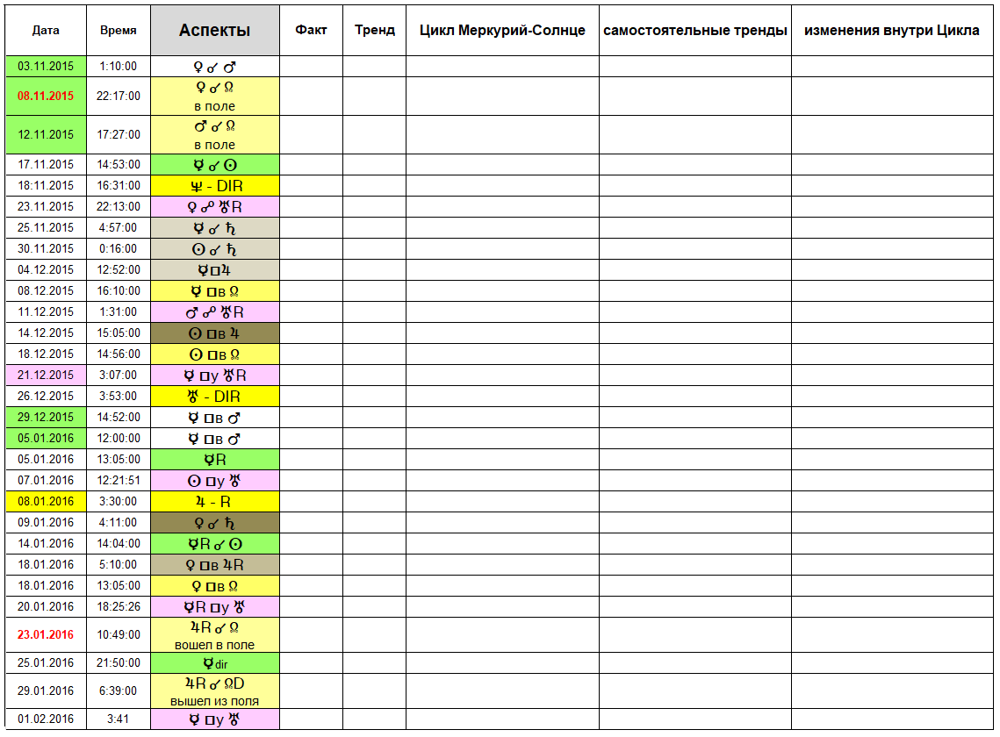 Дата Время Аспекты Факт Тренд Цикл Меркурий-Солнце самостоятельные тренды изменения внутри Цикла
03.11.2015 1:10:00 ♀ ☌ ♂
08.11.2015 22:17:00 ♀ ☌ ☊
в поле
12.11.2015 17:27:00 ♂ ☌ ☊
в поле
17.11.2015 14:53:00 ☿ ☌ ☉
18.11.2015 16:31:00 ♆ - DIR
23.11.2015 22:13:00 ♀ ☍ ♅R
25.11.2015 4:57:00 ☿ ☌ ♄
30.11.2015 0:16:00 ☉ ☌ ♄
04.12.2015 12:52:00 ☿□♃
08.12.2015 16:10:00 ☿ □в ☊
11.12.2015 1:31:00 ♂ ☍ ♅R
14.12.2015 15:05:00 ☉ □в ♃
18.12.2015 14:56:00 ☉ □в ☊
21.12.2015 3:07:00 ☿ □у ♅R
26.12.2015 3:53:00 ♅ - DIR
29.12.2015 14:52:00 ☿ □в ♂
05.01.2016 12:00:00 ☿ □в ♂
05.01.2016 13:05:00 ☿R
07.01.2016 12:21:51 ☉ □у ♅
08.01.2016 3:30:00 ♃ - R
09.01.2016 4:11:00 ♀ ☌ ♄
14.01.2016 14:04:00 ☿R ☌ ☉
18.01.2016 5:10:00 ♀ □в ♃R
18.01.2016 13:05:00 ♀ □в ☊
20.01.2016 18:25:26 ☿R □у ♅
23.01.2016 10:49:00 ♃R ☌ ☊
вошел в поле
25.01.2016 21:50:00 ☿dir
29.01.2016 6:39:00 ♃R ☌ ☊D
вышел из поля
01.02.2016 3:41 ☿ □у ♅